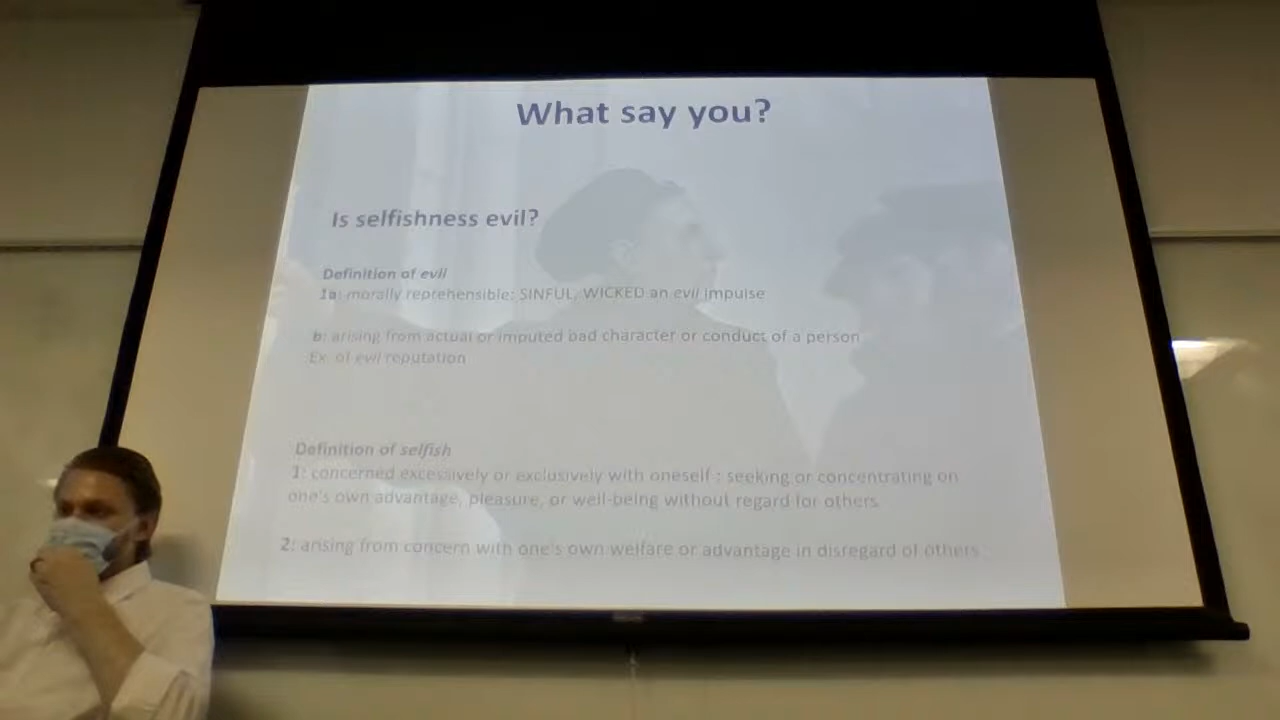 What say you?
Is selfishness evil?
Definition of evil
1a: morally reprehensible: SINFUL, WICKED an evil impulse
b: arising from actual or imputed bad character or conduct of a person
Ex. of evil reputation
Definition of selfish
1: concerned excessively or exclusively with oneself : seeking or concentrating on
one's own advantage, pleasure, or well-being without regard for others
2: arising from concern with one's own welfare or advantage in disregard of others